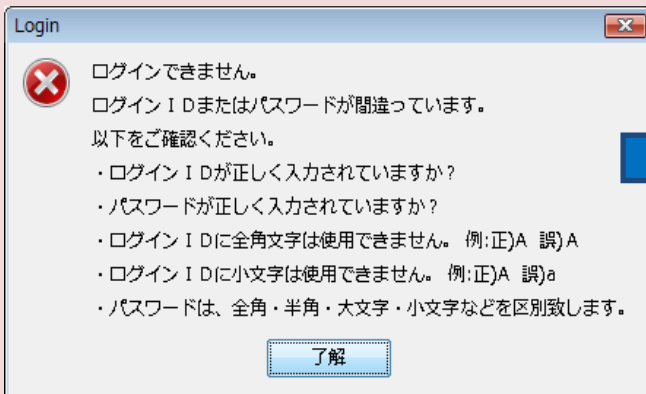 Login
ログインできません。
ログインＩDまたはパスワードが間違っています。
以下をご確認ください。
・ログインＩDが正しく入力されていますか？
・パスワードが正しく入力されていますか？
・ログインＩDに全角文字は使用できません。 例:正)A 誤)Ａ
・ログインＩDに小文字は使用できません。 例:正)A 誤)a
・パスワードは、全角・半角・大文字・小文字などを区別致します。
了解